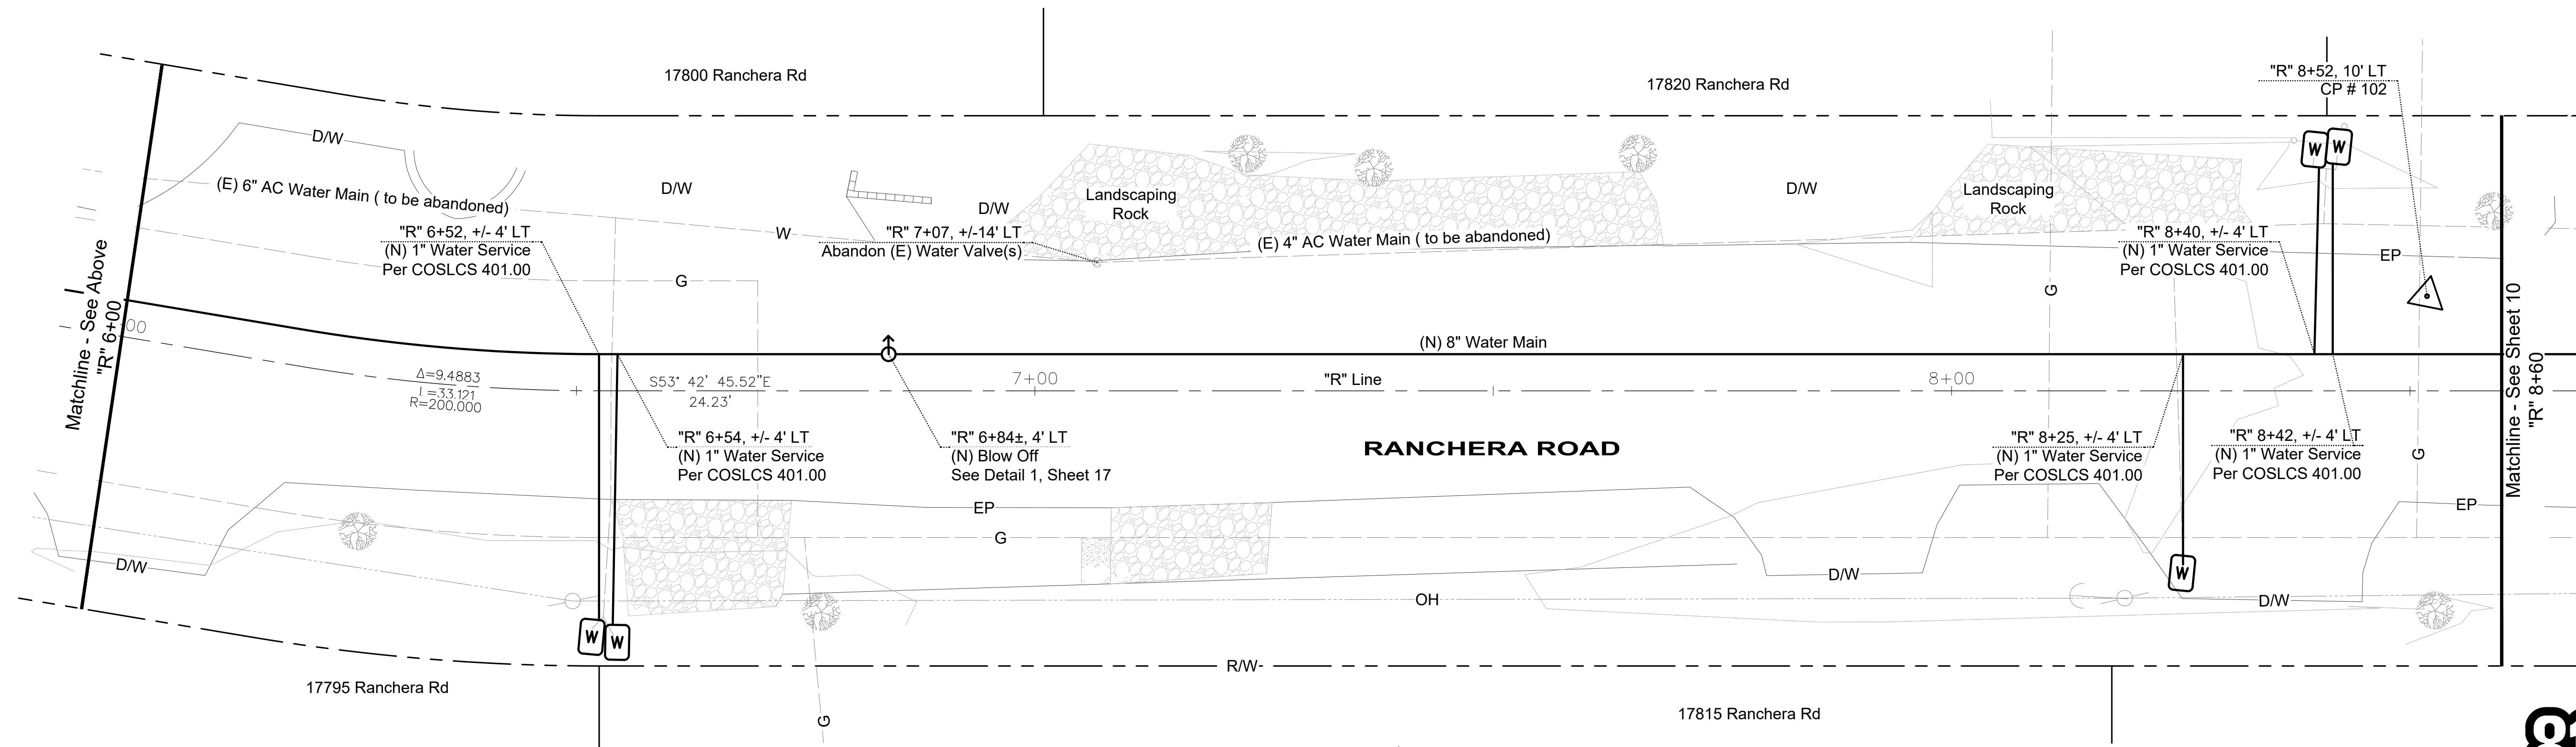 17800 Ranchera Rd
17820 Ranchera Rd
"R" 8+52, 10' LT
CP # 102
D/W
(E) 6" AC Water Main ( to be abandoned)
D/W
D/W
Landscaping
Rock
D/W
Landscaping
Rock
W
W
"R" 6+52, +/- 4' LT
(N) 1" Water Service
Per COSLCS 401.00
W
"R" 7+07, +/-14' LT
Abandon (E) Water Valve(s)
(E) 4" AC Water Main ( to be abandoned)
"R" 8+40, +/- 4' LT
(N) 1" Water Service
Per COSLCS 401.00
EP
G
G
Matchline - See Above
"R" 6+00
00
(N) 8" Water Main
Matchline - See Sheet 10
"R" 8+60
Δ=9.4883
L=33.121
R=200.000
S53° 42' 45.52"E
24.23'
7+00
"R" Line
8+00
"R" 6+54, +/- 4' LT
(N) 1" Water Service
Per COSLCS 401.00
"R" 6+84±, 4' LT
(N) Blow Off
See Detail 1, Sheet 17
RANCHERA ROAD
"R" 8+25, +/- 4' LT
(N) 1" Water Service
Per COSLCS 401.00
"R" 8+42, +/- 4' LT
(N) 1" Water Service
Per COSLCS 401.00
G
EP
EP
G
D/W
D/W
W
OH
D/W
W
W
R/W
17795 Ranchera Rd
G
17815 Ranchera Rd